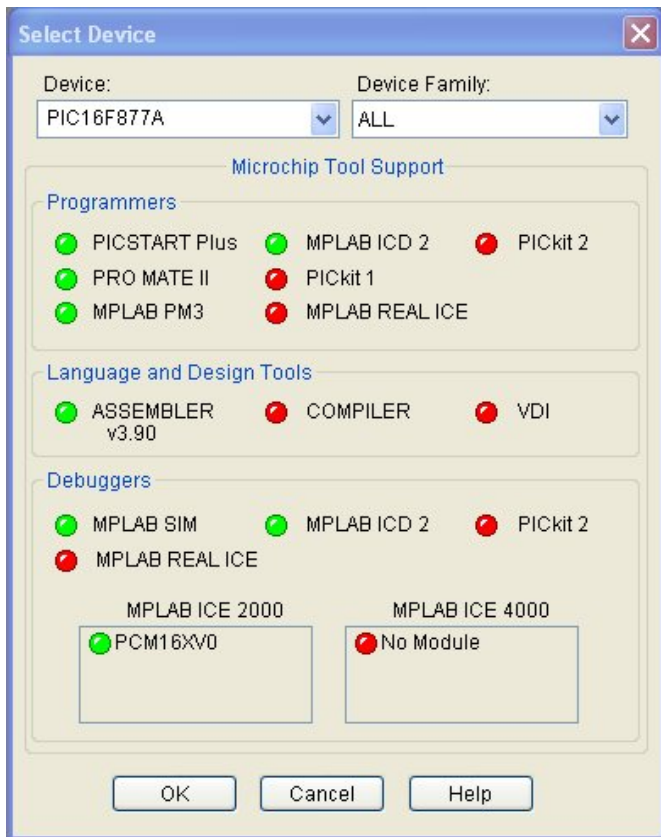 Select Device
Device: Device Family:
PIC16F877A ALL
Microchip Tool Support
Programmers
PICSTART Plus MPLAB ICD 2 PICkit 2
PRO MATE II PICkit 1
MPLAB PM3 MPLAB REAL ICE
Language and Design Tools
ASSEMBLER COMPILER VDI
v3.90
Debuggers
MPLAB SIM MPLAB ICD 2 PICkit 2
MPLAB REAL ICE
MPLAB ICE 2000 MPLAB ICE 4000
PCM16XV0 No Module
OK Cancel Help